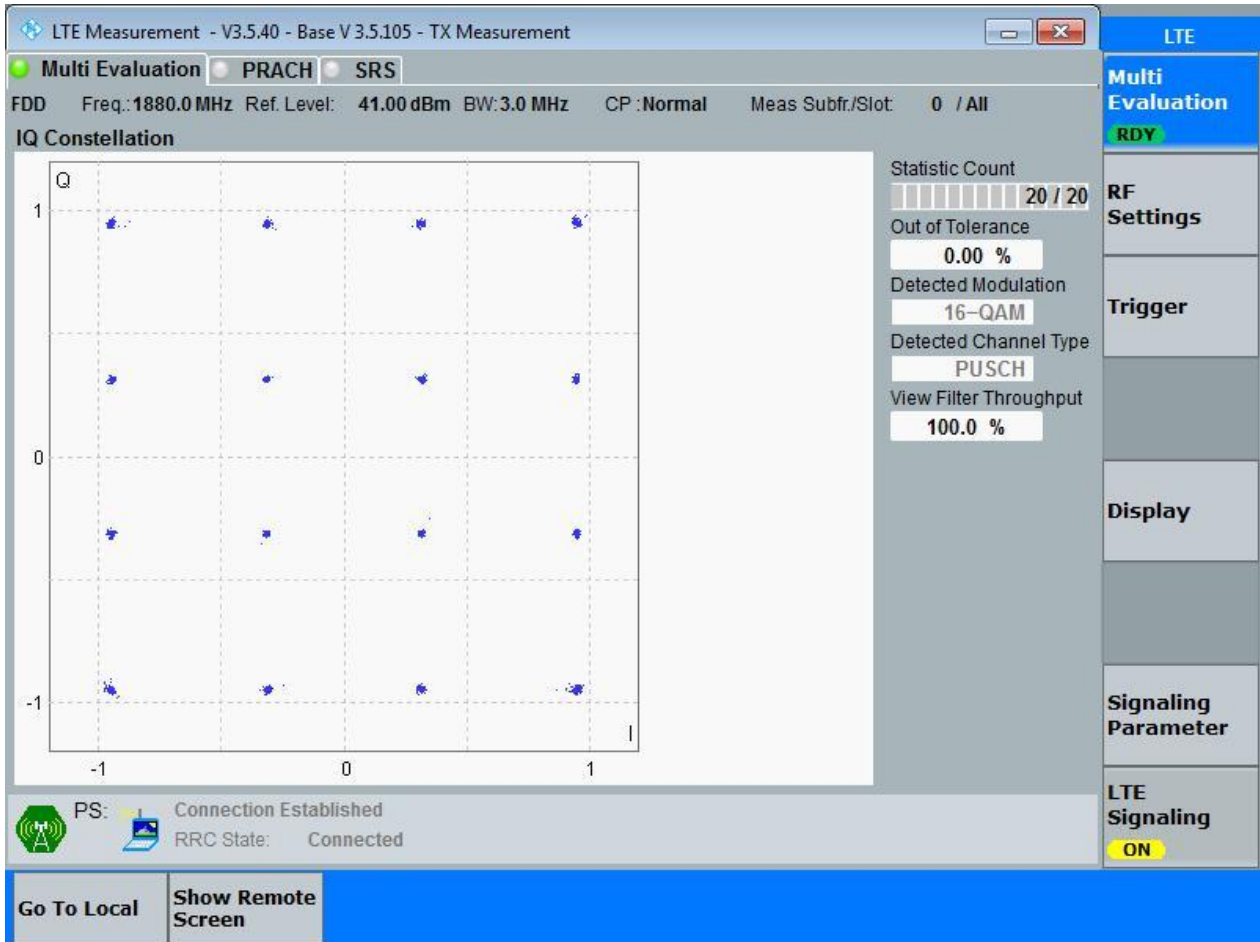 LTE Measurement - V3.5.40 - Base V 3.5.105 - TX Measurement
LTE
Multi Evaluation PRACH SRS
FDD Freq.: 1880.0 MHz Ref. Level: 41.00 dBm BW: 3.0 MHz CP : Normal Meas Subfr./Slot: 0 / All
Multi
Evaluation
RDY
IQ Constellation
Q
1
0
-1
I
-1 0 1
Statistic Count
20 / 20
Out of Tolerance
0.00 %
Detected Modulation
16-QAM
Detected Channel Type
PUSCH
View Filter Throughput
100.0 %
RF
Settings
Trigger
Display
Signaling
Parameter
LTE
Signaling
ON
PS: Connection Established
RRC State: Connected
Go To Local
Show Remote
Screen